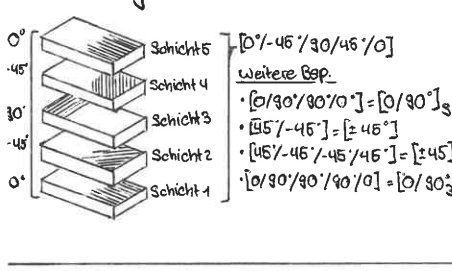 0° Schicht 5 [0°/-45°/90/45°/0]
-45° Schicht 4 weitere Bsp.
90° Schicht 3 · [0/90°/90°/0°] = [0/90°]s
-45° Schicht 2 · [45°/-45°] = [±45°]
0° Schicht 1 · [45°/-45°/-45°/45°] = [±45]
· [0/90°/90°/90°/0] = [0/90°